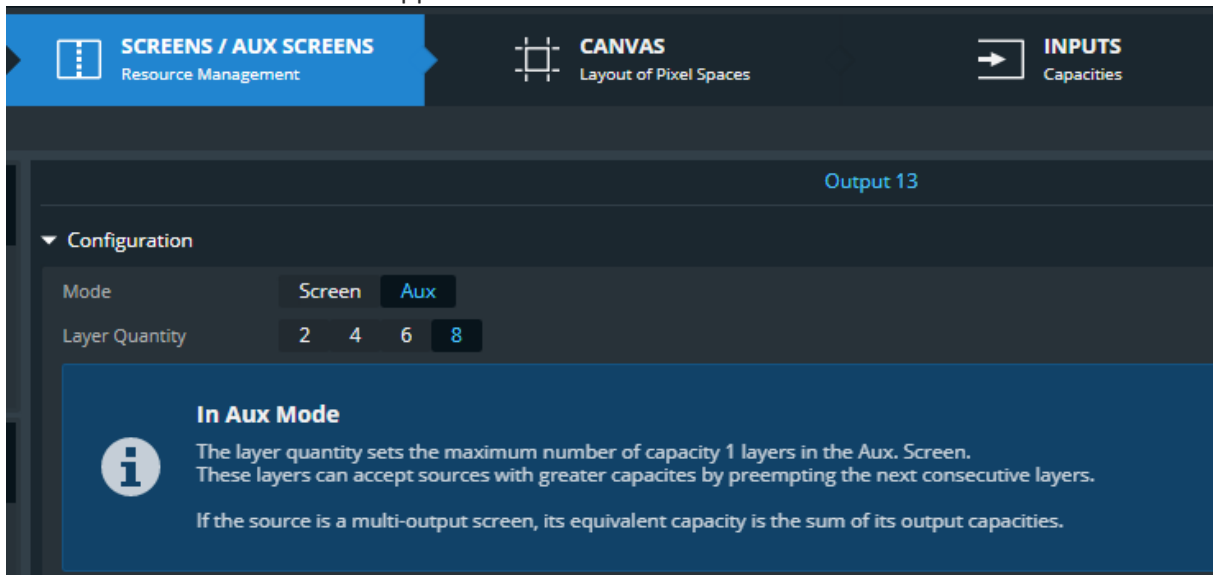 SCREENS / AUX SCREENS
Resource Management
CANVAS
Layout of Pixel Spaces
INPUTS
Capacities
Output 13
Configuration
Mode Screen Aux
Layer Quantity 2 4 6 8
In Aux Mode
The layer quantity sets the maximum number of capacity 1 layers in the Aux. Screen.
These layers can accept sources with greater capacites by preempting the next consecutive layers.
If the source is a multi-output screen, its equivalent capacity is the sum of its output capacities.